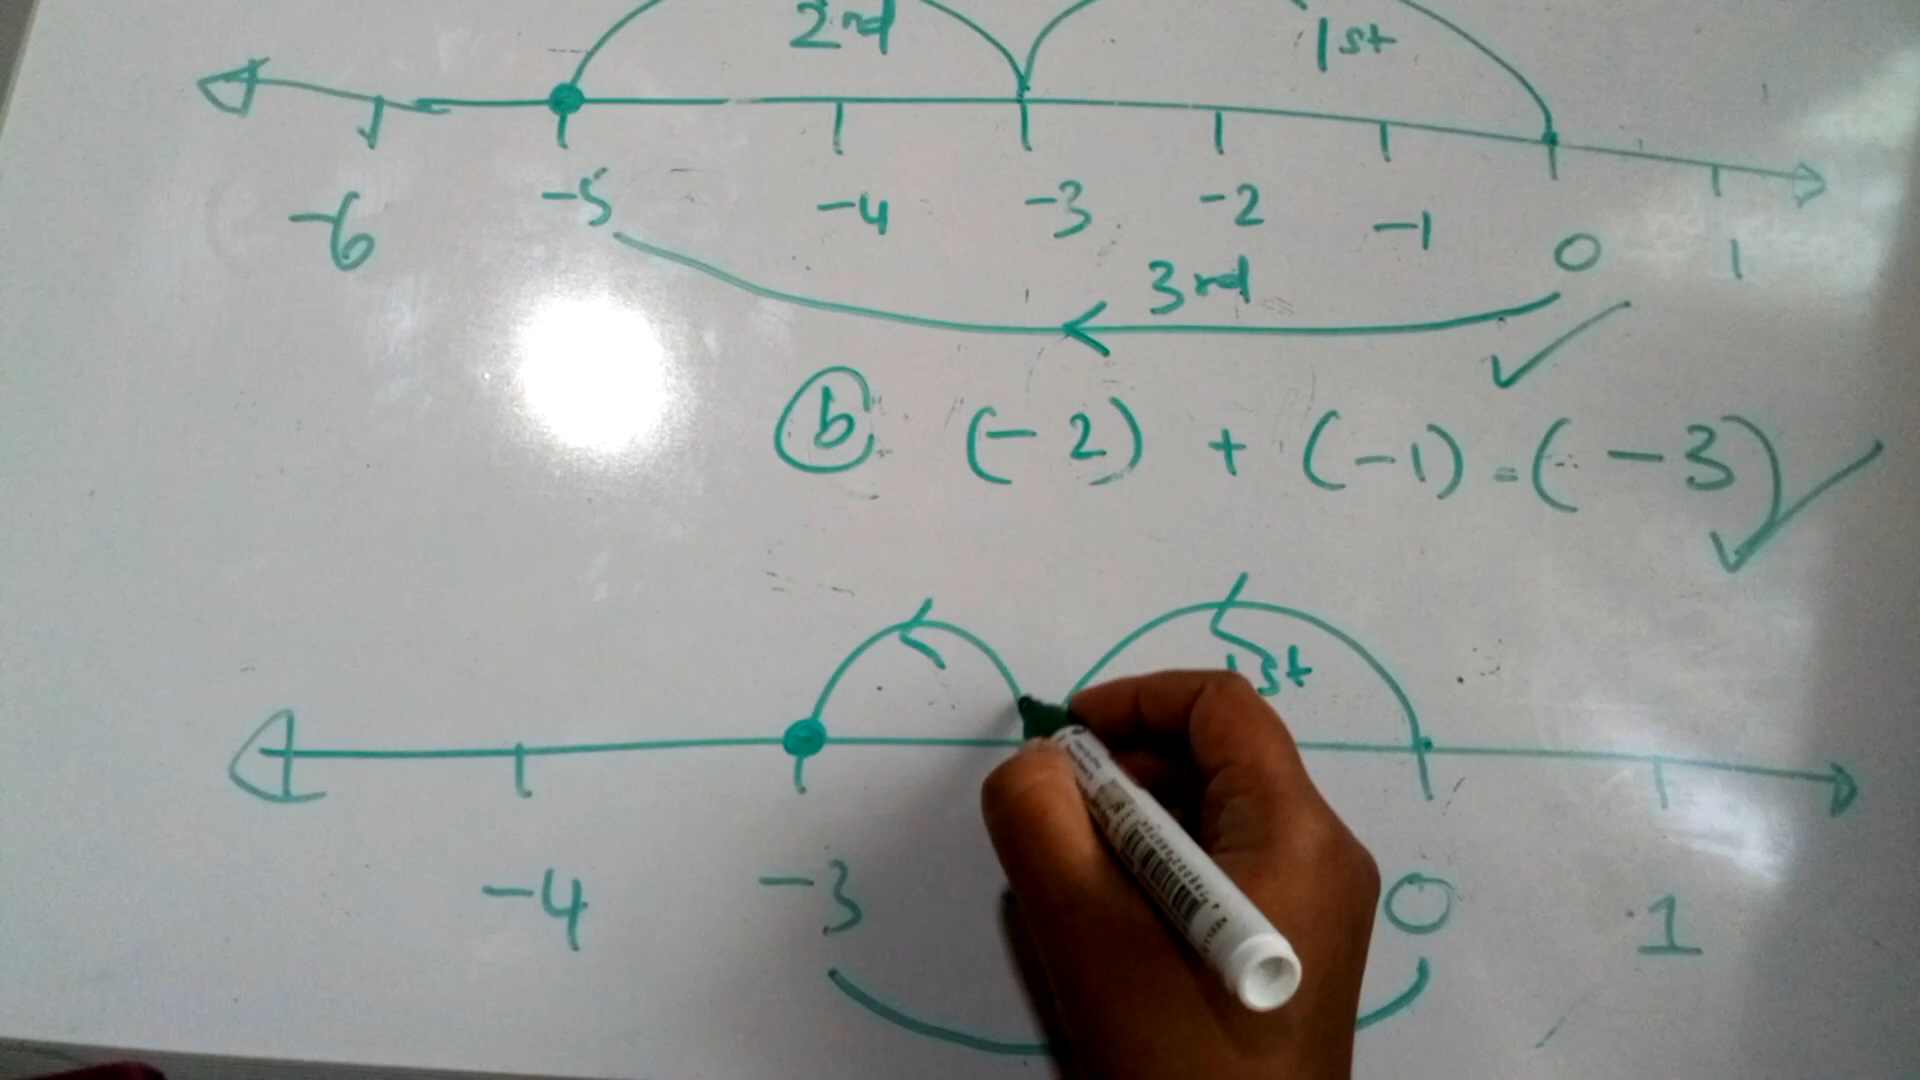 2nd 1st
-6 -5 -4 -3 -2 -1 0 1
3rd
b (-2) + (-1) = (-3)
1st
-4 -3 0 1